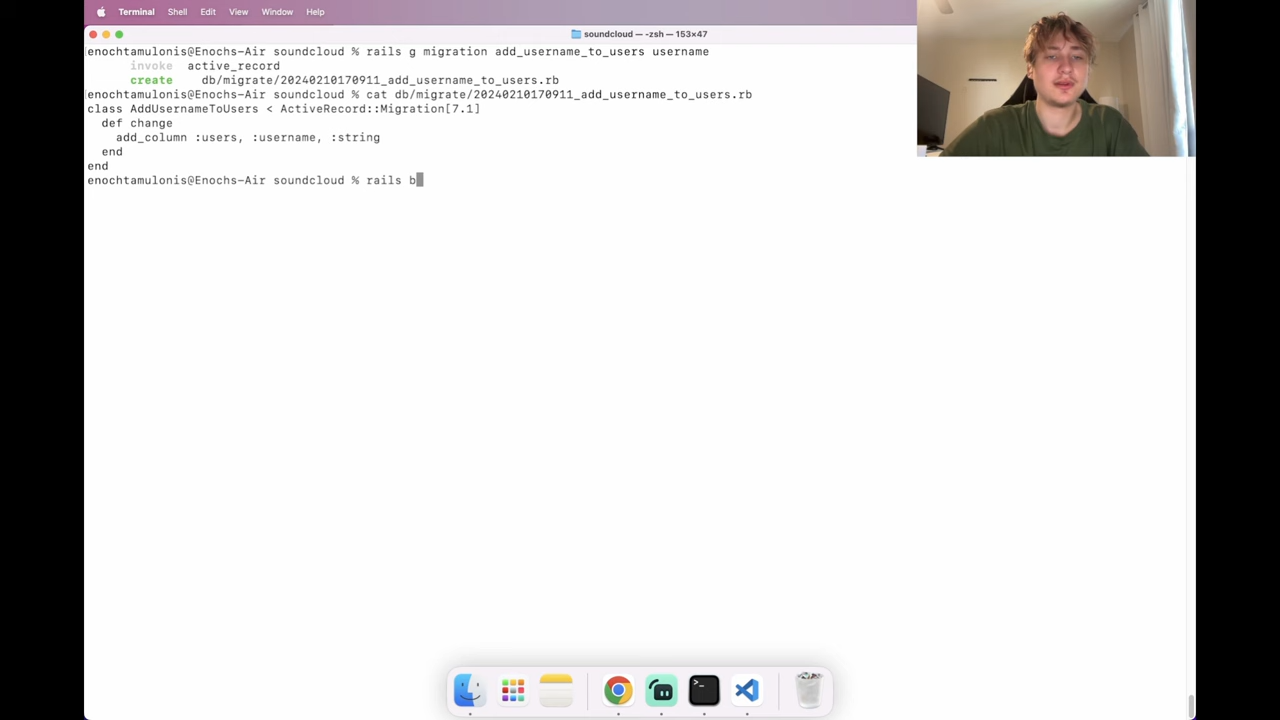 Terminal Shell Edit View Window Help
soundcloud — -zsh — 153×47
enochtamulonis@Enochs-Air soundcloud % rails g migration add_username_to_users username
invoke active_record
create db/migrate/20240210170911_add_username_to_users.rb
enochtamulonis@Enochs-Air soundcloud % cat db/migrate/20240210170911_add_username_to_users.rb
class AddUsernameToUsers < ActiveRecord::Migration[7.1]
def change
add_column :users, :username, :string
end
end
enochtamulonis@Enochs-Air soundcloud % rails b